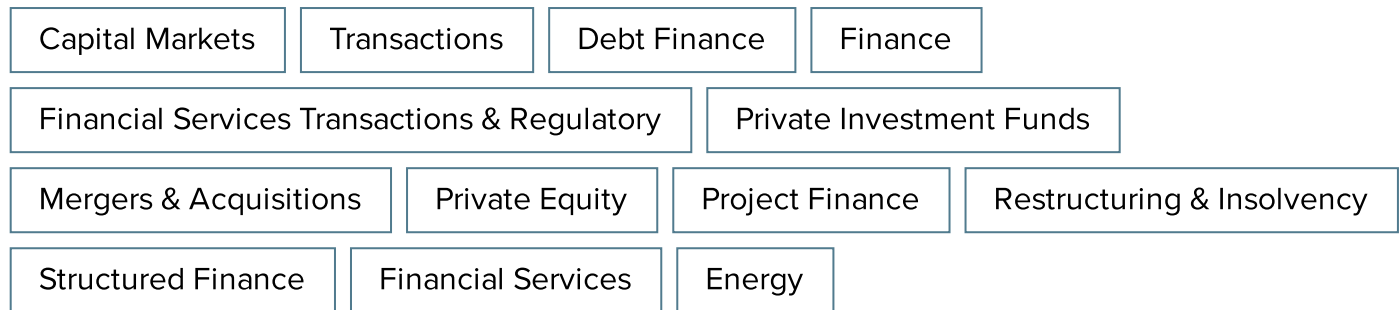 Capital Markets Transactions Debt Finance Finance
Financial Services Transactions & Regulatory Private Investment Funds
Mergers & Acquisitions Private Equity Project Finance Restructuring & Insolvency
Structured Finance Financial Services Energy